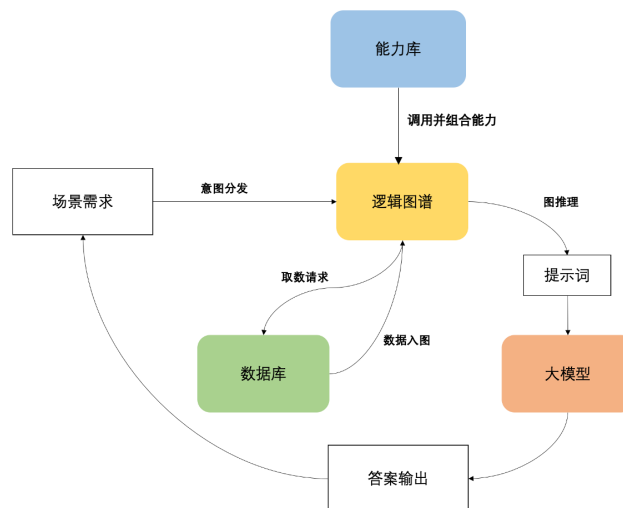 能力库
调用并组合能力
场景需求
意图分发
逻辑图谱
图推理
提示词
取数请求
数据入图
数据库
大模型
答案输出